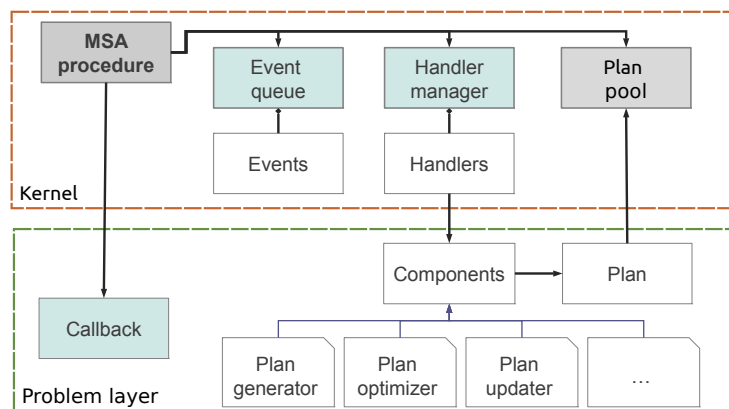 MSA
procedure
Event
queue
Handler
manager
Plan
pool
Events
Handlers
Kernel
Components
Plan
Callback
Plan
generator
Plan
optimizer
Plan
updater
...
Problem layer